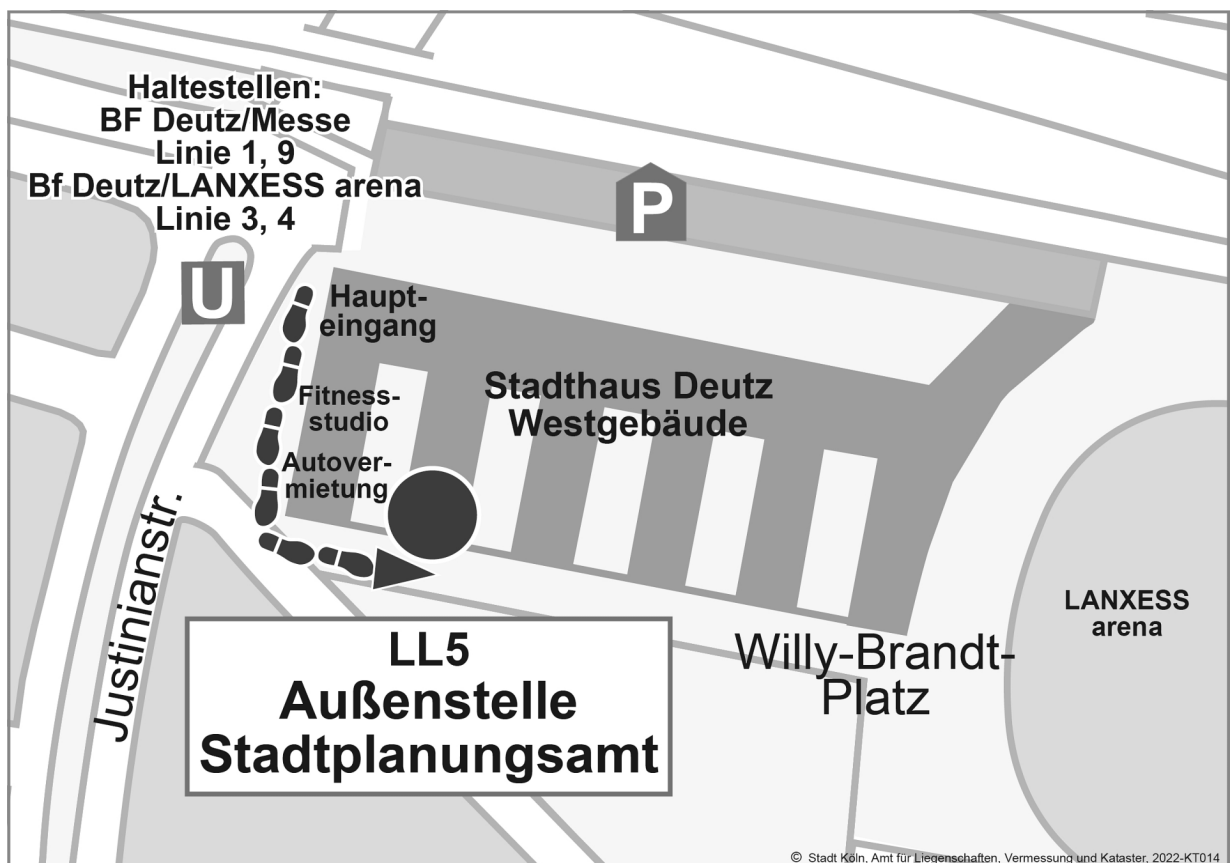 Haltestellen:
BF Deutz/Messe
Linie 1, 9
Bf Deutz/LANXESS arena
Linie 3, 4
P
U
Haupt-
eingang
Fitness-
studio
Autover-
mietung
Stadthaus Deutz
Westgebäude
Justinianstr.
LANXESS
arena
Willy-Brandt-
Platz
LL5
Außenstelle
Stadtplanungsamt
© Stadt Köln, Amt für Liegenschaften, Vermessung und Kataster, 2022-KT014